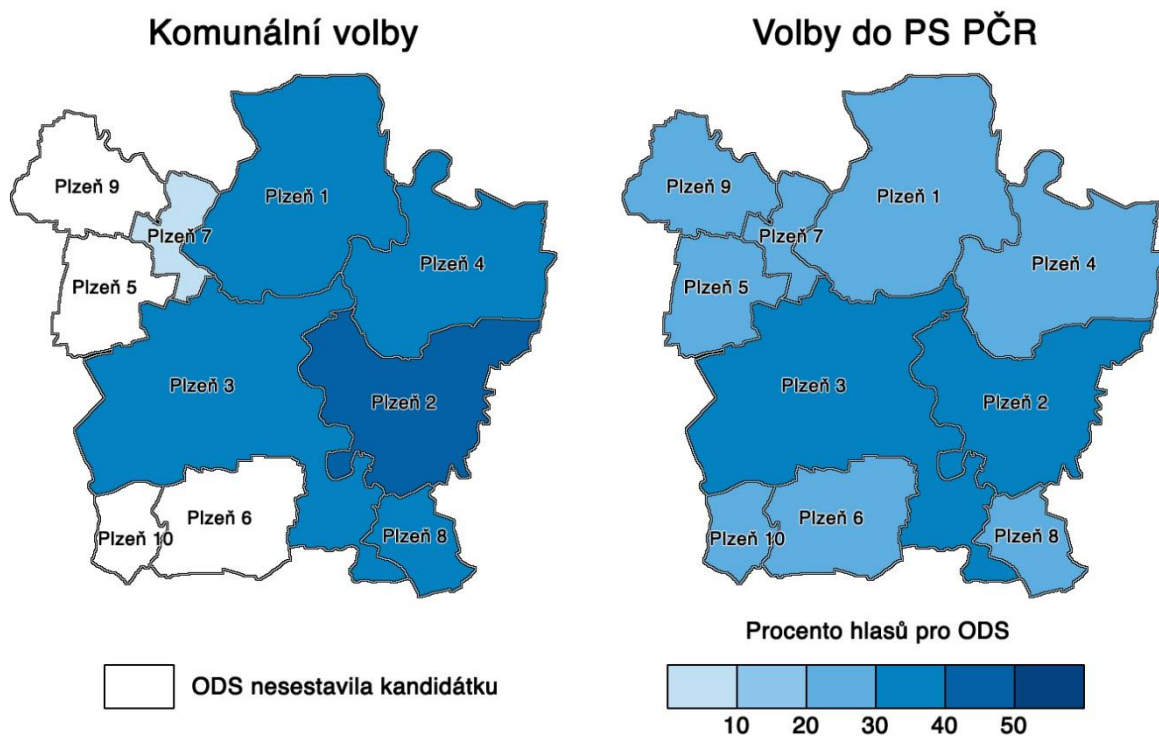 Komunální volby
Plzeň 9
Plzeň 1
Plzeň 7
Plzeň 4
Plzeň 5
Plzeň 3
Plzeň 2
Plzeň 6
Plzeň 10
Plzeň 8
ODS nesestavila kandidátku
Volby do PS PČR
Plzeň 9
Plzeň 1
Plzeň 7
Plzeň 4
Plzeň 5
Plzeň 3
Plzeň 2
Plzeň 6
Plzeň 10
Plzeň 8
Procento hlasů pro ODS
10 20 30 40 50